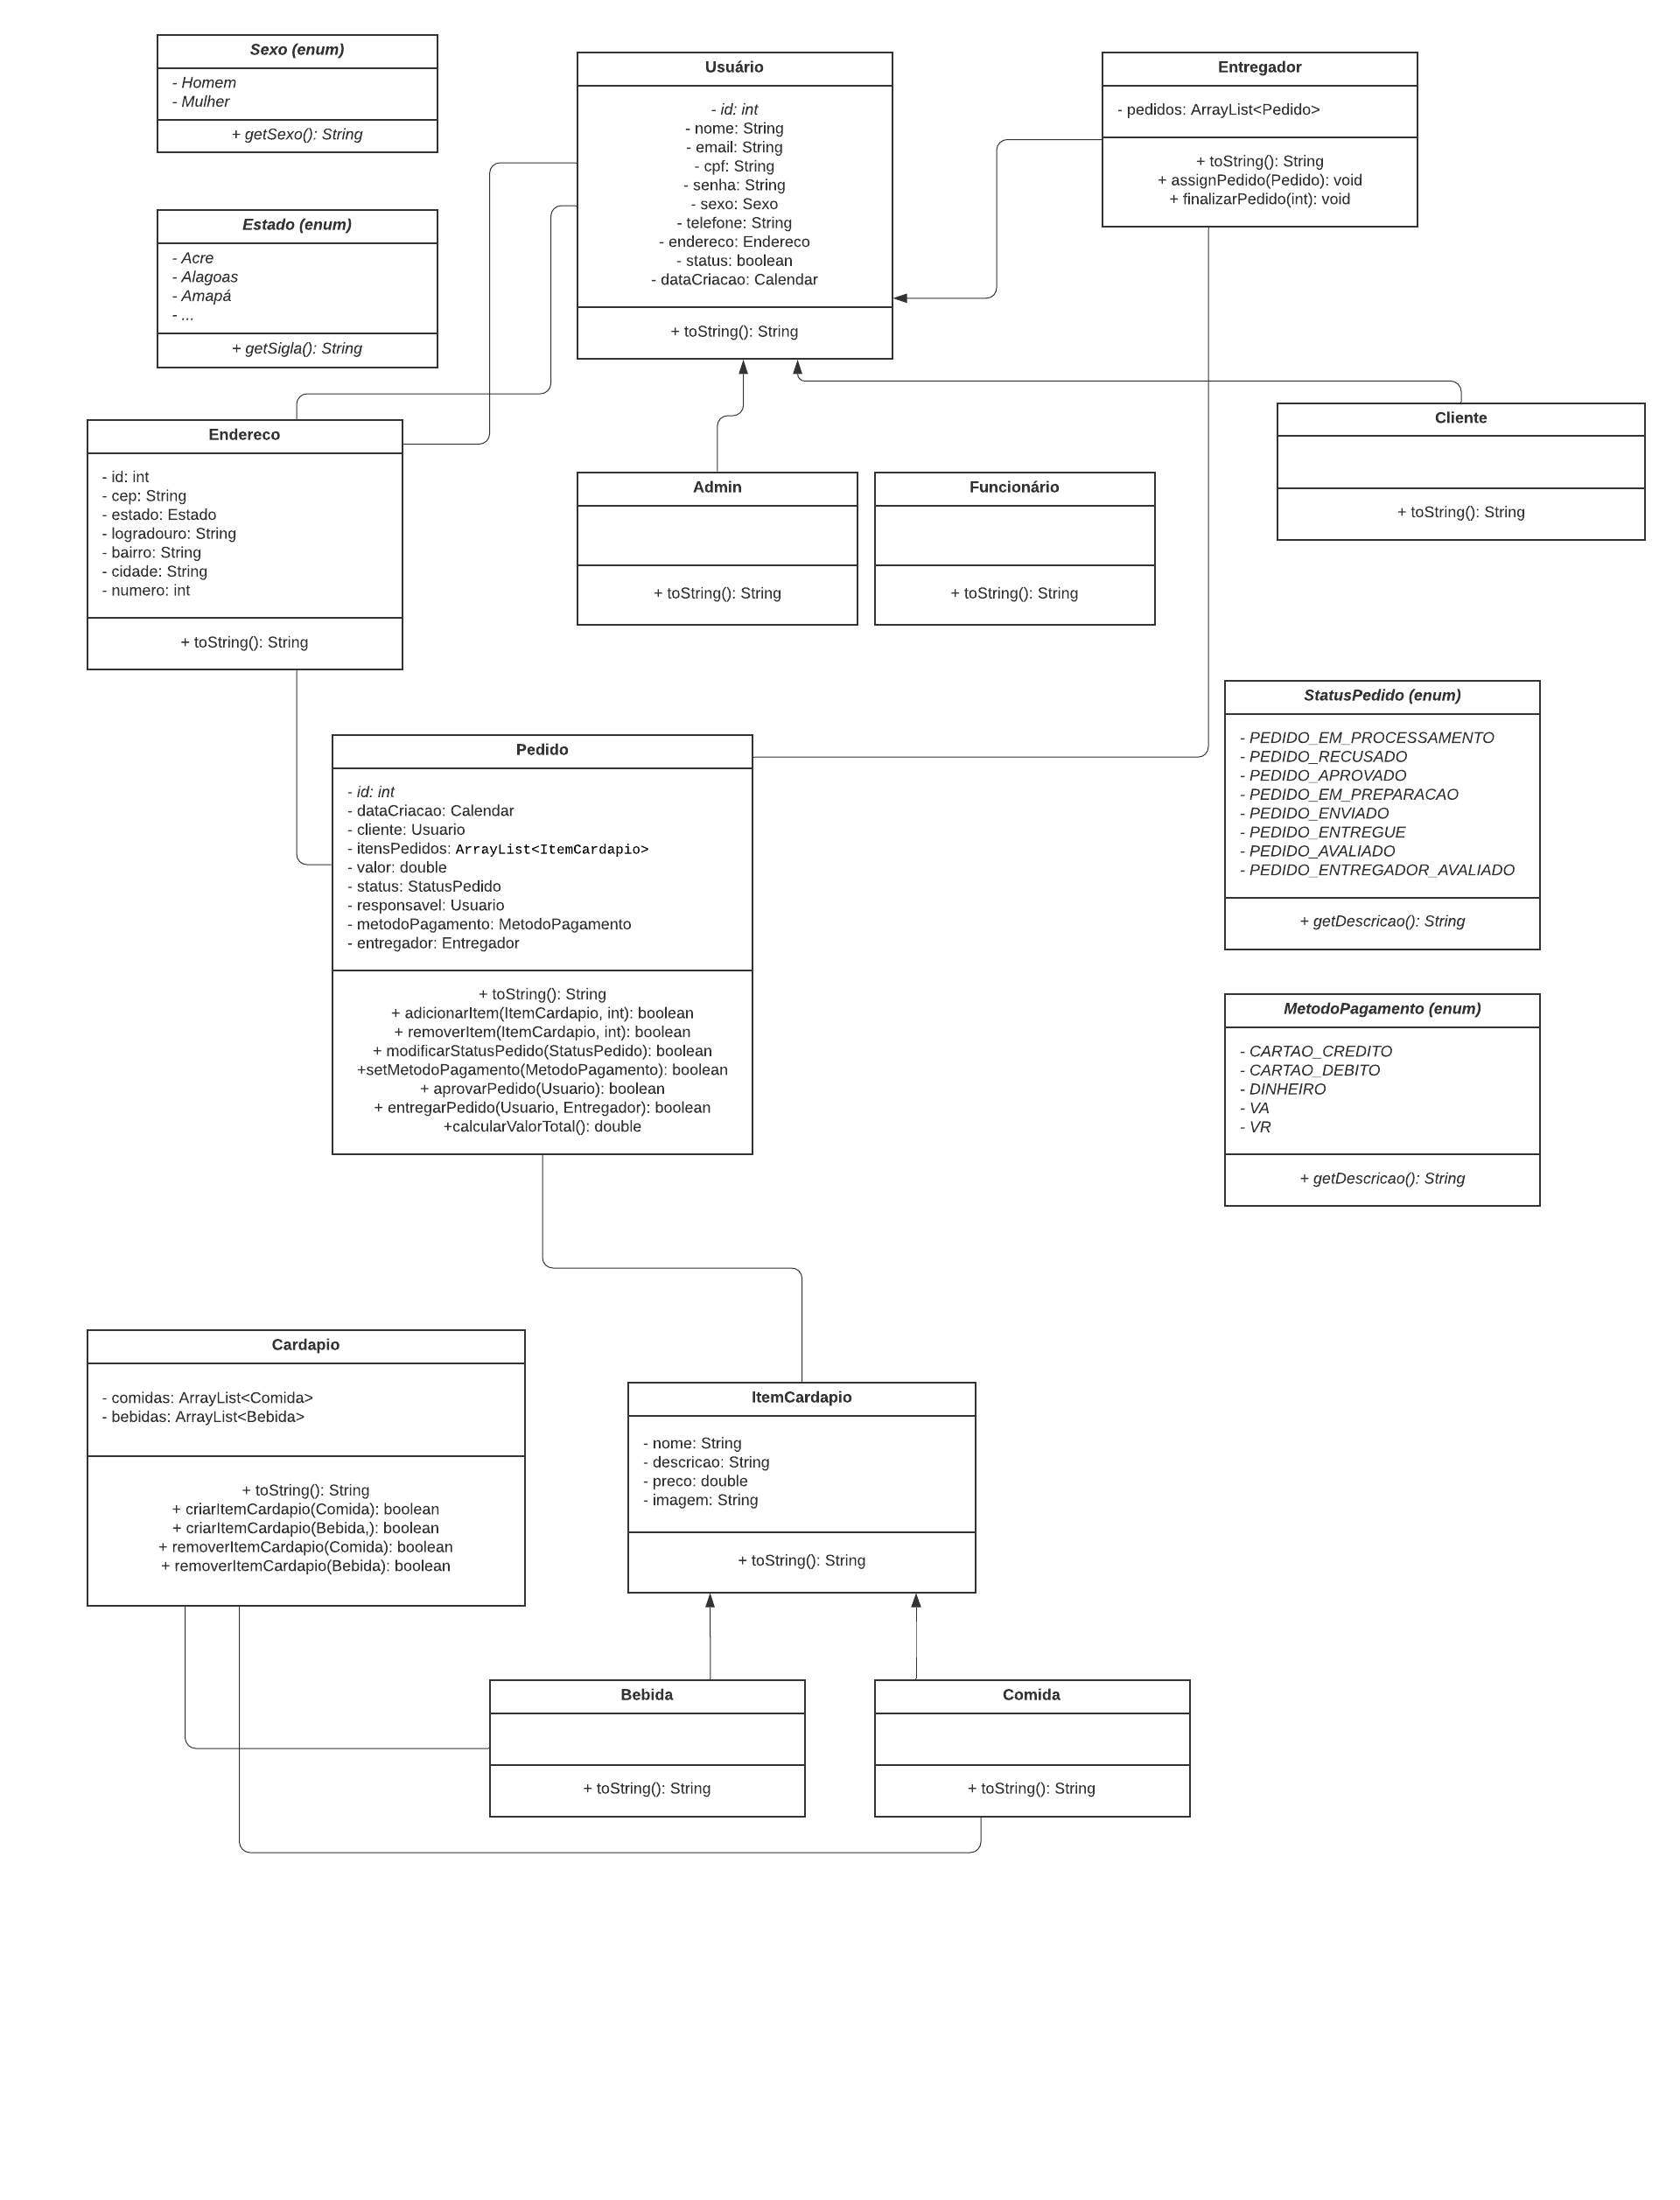 Sexo (enum)
- Homem
- Mulher
+ getSexo(): String
Usuário
- id: int
- nome: String
- email: String
- cpf: String
- senha: String
- sexo: Sexo
- telefone: String
- endereco: Endereco
- status: boolean
- dataCriacao: Calendar
+ toString(): String
Entregador
- pedidos: ArrayList<Pedido>
+ toString(): String
+ assignPedido(Pedido): void
+ finalizarPedido(int): void
Estado (enum)
- Acre
- Alagoas
- Amapá
- ...
+ getSigla(): String
Endereco
- id: int
- cep: String
- estado: Estado
- logradouro: String
- bairro: String
- cidade: String
- numero: int
+ toString(): String
Admin
+ toString(): String
Funcionário
+ toString(): String
Cliente
+ toString(): String
Pedido
- id: int
- dataCriacao: Calendar
- cliente: Usuario
- itensPedidos: ArrayList<ItemCardapio>
- valor: double
- status: StatusPedido
- responsavel: Usuario
- metodoPagamento: MetodoPagamento
- entregador: Entregador
+ toString(): String
+ adicionarItem(ItemCardapio, int): boolean
+ removerItem(ItemCardapio, int): boolean
+ modificarStatusPedido(StatusPedido): boolean
+setMetodoPagamento(MetodoPagamento): boolean
+ aprovarPedido(Usuario): boolean
+ entregarPedido(Usuario, Entregador): boolean
+calcularValorTotal(): double
StatusPedido (enum)
- PEDIDO_EM_PROCESSAMENTO
- PEDIDO_RECUSADO
- PEDIDO_APROVADO
- PEDIDO_EM_PREPARACAO
- PEDIDO_ENVIADO
- PEDIDO_ENTREGUE
- PEDIDO_AVALIADO
- PEDIDO_ENTREGADOR_AVALIADO
+ getDescricao(): String
MetodoPagamento (enum)
- CARTAO_CREDITO
- CARTAO_DEBITO
- DINHEIRO
- VA
- VR
+ getDescricao(): String
Cardapio
- comidas: ArrayList<Comida>
- bebidas: ArrayList<Bebida>
+ toString(): String
+ criarItemCardapio(Comida): boolean
+ criarItemCardapio(Bebida,): boolean
+ removerItemCardapio(Comida): boolean
+ removerItemCardapio(Bebida): boolean
ItemCardapio
- nome: String
- descricao: String
- preco: double
- imagem: String
+ toString(): String
Bebida
+ toString(): String
Comida
+ toString(): String